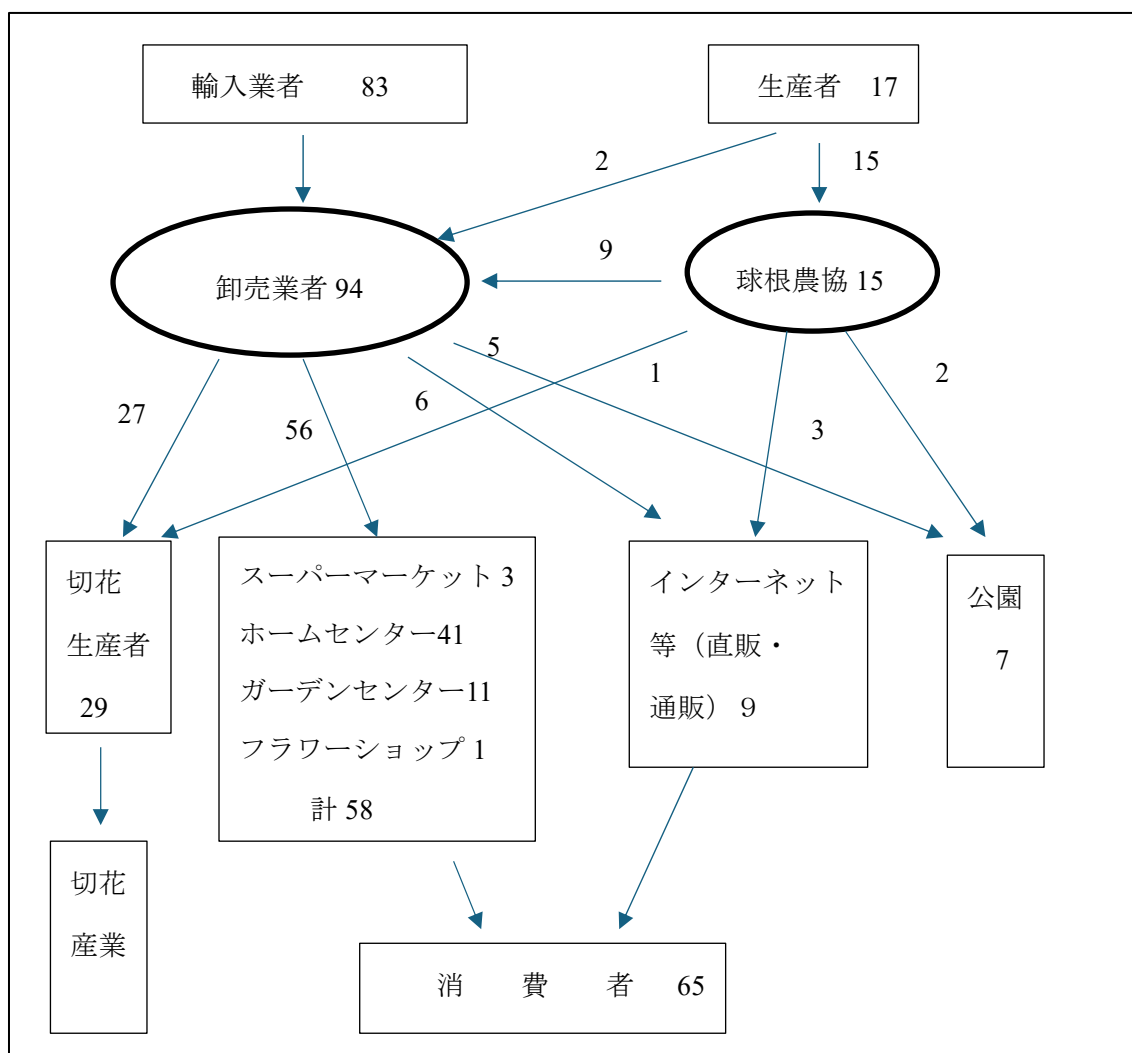 輸入業者 83
生産者 17
2
15
卸売業者 94
9
球根農協 15
27
56
6
5
1
3
2
切花
生産者
29
スーパーマーケット 3
ホームセンター41
ガーデンセンター11
フラワーショップ 1
計 58
インターネット
等（直販・
通販）９
公園
7
切花
産業
消 費 者 65